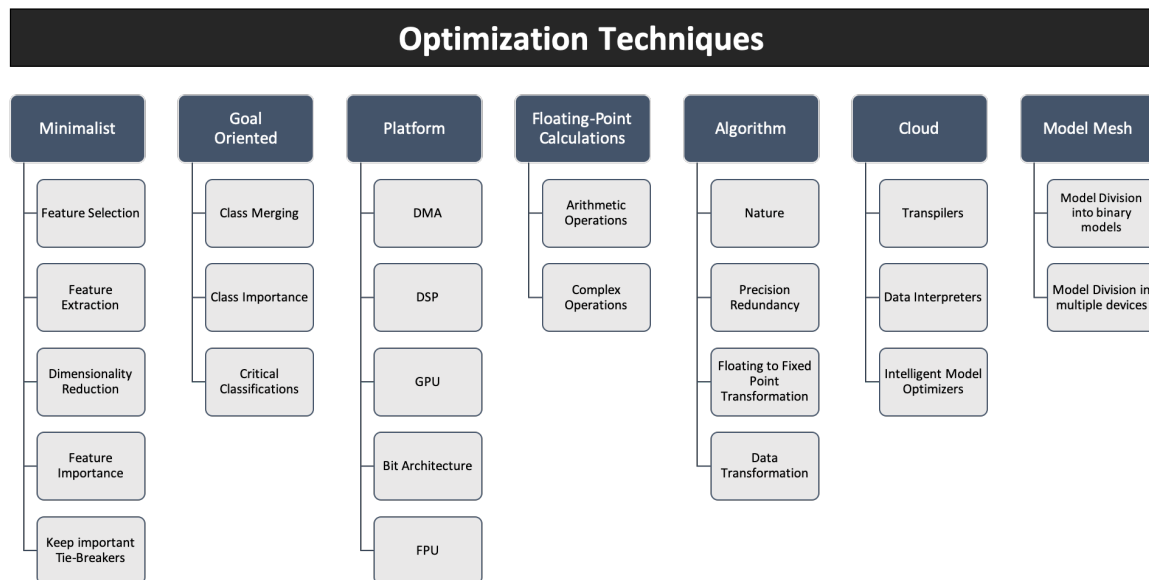 Optimization Techniques
Minimalist
Feature Selection
Feature
Extraction
Dimensionality
Reduction
Feature
Importance
Keep important
Tie-Breakers
Goal
Oriented
Class Merging
Class Importance
Critical
Classifications
Platform
DMA
DSP
GPU
Bit Architecture
FPU
Floating-Point
Calculations
Arithmetic
Operations
Complex
Operations
Algorithm
Nature
Precision
Redundancy
Floating to Fixed
Point
Transformation
Data
Transformation
Cloud
Transpilers
Data Interpreters
Intelligent Model
Optimizers
Model Mesh
Model Division
into binary
models
Model Division in
multiple devices